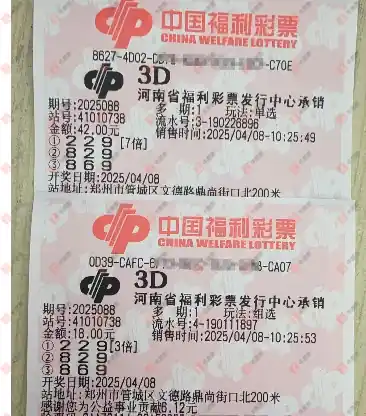 中国福利彩票
CHINA WELFARE LOTTERY
B627-4D02-CD -C70E
3D
河南省福利彩票发行中心承销
期号:2025088 多 期:1 玩法:单选
站号:41010738 流水号:3-190226896
金额:42.00元 销售时间:2025/04/08-10:25:49
① 2 2 9 [7倍]
② 8 2 9
③ 8 6 9
开奖日期:2025/04/08
站地址:郑州市管城区文德路鼎尚街口北200米
中国福利彩票
CHINA WELFARE LOTTERY
0D39-CAFC-6 -CA07
3D
河南省福利彩票发行中心承销
期号:2025088 多 期:1 玩法:组选
站号:41010738 流水号:4-190111897
金额:18.00元 销售时间:2025/04/08-10:25:53
① 2 2 9 [3倍]
② 8 2 9
③ 8 6 9
开奖日期:2025/04/08
站地址:郑州市管城区文德路鼎尚街口北200米
感谢您为公益事业贡献6.12元